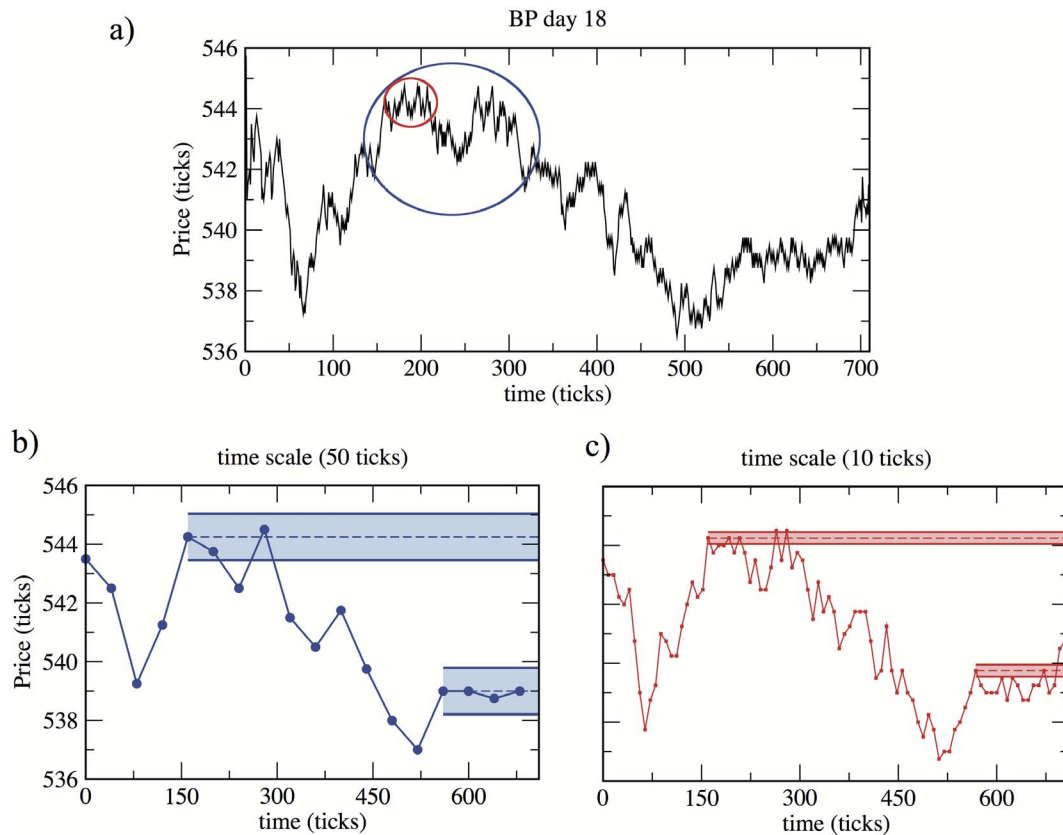 BP day 18
a)
546
544
542
540
538
536
Price (ticks)
0 100 200 300 400 500 600 700
time (ticks)
b)
time scale (50 ticks)
546
544
542
540
538
536
Price (ticks)
0 150 300 450 600
time (ticks)
c)
time scale (10 ticks)
0 150 300 450 600
time (ticks)